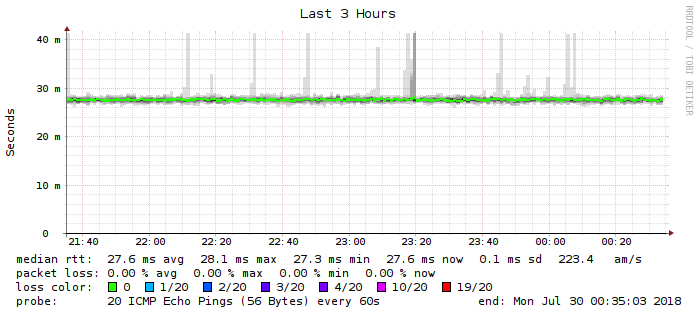 Last 3 Hours
RRDTOOL / TOBI OETIKER
Seconds
40 m
30 m
20 m
10 m
0
21:40 22:00 22:20 22:40 23:00 23:20 23:40 00:00 00:20
median rtt: 27.6 ms avg 28.1 ms max 27.3 ms min 27.6 ms now 0.1 ms sd 223.4 am/s
packet loss: 0.00 % avg 0.00 % max 0.00 % min 0.00 % now
loss color: 0 1/20 2/20 3/20 4/20 10/20 19/20
probe: 20 ICMP Echo Pings (56 Bytes) every 60s end: Mon Jul 30 00:35:03 2018